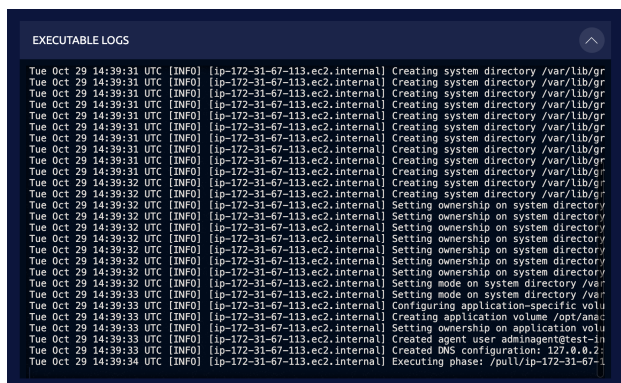 EXECUTABLE LOGS
Tue Oct 29 14:39:31 UTC [INFO] [ip-172-31-67-113.ec2.internal] Creating system directory /var/lib/gr
Tue Oct 29 14:39:31 UTC [INFO] [ip-172-31-67-113.ec2.internal] Creating system directory /var/lib/gr
Tue Oct 29 14:39:31 UTC [INFO] [ip-172-31-67-113.ec2.internal] Creating system directory /var/lib/gr
Tue Oct 29 14:39:31 UTC [INFO] [ip-172-31-67-113.ec2.internal] Creating system directory /var/lib/gr
Tue Oct 29 14:39:31 UTC [INFO] [ip-172-31-67-113.ec2.internal] Creating system directory /var/lib/gr
Tue Oct 29 14:39:31 UTC [INFO] [ip-172-31-67-113.ec2.internal] Creating system directory /var/lib/gr
Tue Oct 29 14:39:31 UTC [INFO] [ip-172-31-67-113.ec2.internal] Creating system directory /var/lib/gr
Tue Oct 29 14:39:31 UTC [INFO] [ip-172-31-67-113.ec2.internal] Creating system directory /var/lib/gr
Tue Oct 29 14:39:31 UTC [INFO] [ip-172-31-67-113.ec2.internal] Creating system directory /var/lib/gr
Tue Oct 29 14:39:31 UTC [INFO] [ip-172-31-67-113.ec2.internal] Creating system directory /var/lib/gr
Tue Oct 29 14:39:32 UTC [INFO] [ip-172-31-67-113.ec2.internal] Creating system directory /var/lib/gr
Tue Oct 29 14:39:32 UTC [INFO] [ip-172-31-67-113.ec2.internal] Creating system directory /var/lib/gr
Tue Oct 29 14:39:32 UTC [INFO] [ip-172-31-67-113.ec2.internal] Setting ownership on system directory
Tue Oct 29 14:39:32 UTC [INFO] [ip-172-31-67-113.ec2.internal] Setting ownership on system directory
Tue Oct 29 14:39:32 UTC [INFO] [ip-172-31-67-113.ec2.internal] Setting ownership on system directory
Tue Oct 29 14:39:32 UTC [INFO] [ip-172-31-67-113.ec2.internal] Setting ownership on system directory
Tue Oct 29 14:39:32 UTC [INFO] [ip-172-31-67-113.ec2.internal] Setting ownership on system directory
Tue Oct 29 14:39:32 UTC [INFO] [ip-172-31-67-113.ec2.internal] Setting ownership on system directory
Tue Oct 29 14:39:32 UTC [INFO] [ip-172-31-67-113.ec2.internal] Setting ownership on system directory
Tue Oct 29 14:39:32 UTC [INFO] [ip-172-31-67-113.ec2.internal] Setting mode on system directory /var
Tue Oct 29 14:39:33 UTC [INFO] [ip-172-31-67-113.ec2.internal] Setting mode on system directory /var
Tue Oct 29 14:39:33 UTC [INFO] [ip-172-31-67-113.ec2.internal] Configuring application-specific volu
Tue Oct 29 14:39:33 UTC [INFO] [ip-172-31-67-113.ec2.internal] Creating application volume /opt/anac
Tue Oct 29 14:39:33 UTC [INFO] [ip-172-31-67-113.ec2.internal] Setting ownership on application volu
Tue Oct 29 14:39:33 UTC [INFO] [ip-172-31-67-113.ec2.internal] Created agent user adminagent@test-in
Tue Oct 29 14:39:33 UTC [INFO] [ip-172-31-67-113.ec2.internal] Created DNS configuration: 127.0.0.2:
Tue Oct 29 14:39:34 UTC [INFO] [ip-172-31-67-113.ec2.internal] Executing phase: /pull/ip-172-31-67-1